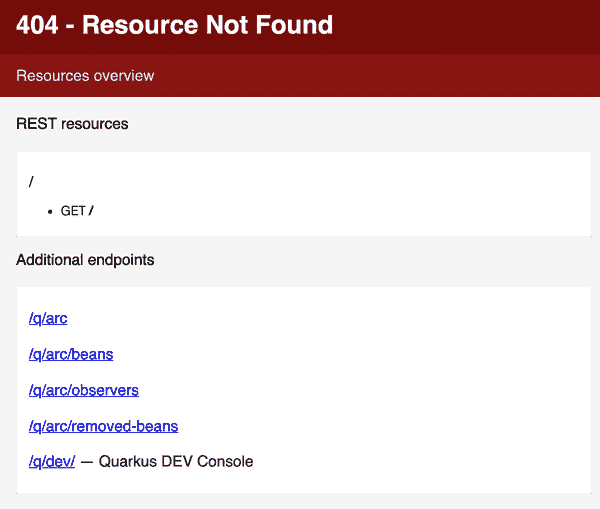 404 - Resource Not Found
Resources overview
REST resources
/
• GET /
Additional endpoints
/q/arc
/q/arc/beans
/q/arc/observers
/q/arc/removed-beans
/q/dev/ — Quarkus DEV Console